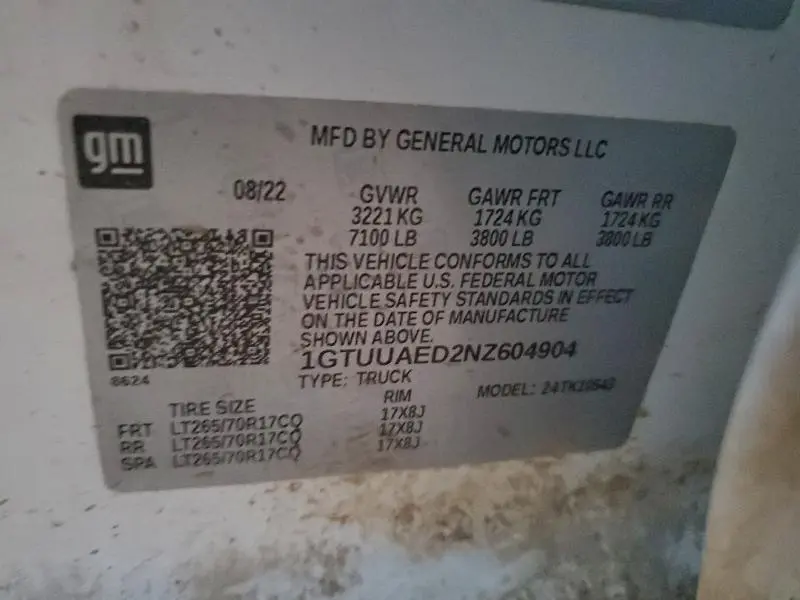 gm
MFD BY GENERAL MOTORS LLC
08/22 GVWR GAWR FRT GAWR RR
3221 KG 1724 KG 1724 KG
7100 LB 3800 LB 3800 LB
THIS VEHICLE CONFORMS TO ALL
APPLICABLE U.S. FEDERAL MOTOR
VEHICLE SAFETY STANDARDS IN EFFECT
ON THE DATE OF MANUFACTURE
SHOWN ABOVE.
1GTUUAED2NZ604904
8624
TYPE: TRUCK MODEL:
TIRE SIZE RIM
FRT LT265/70R17CQ 17X8J
RR LT265/70R17CQ 17X8J
SPA LT265/70R17CQ 17X8J